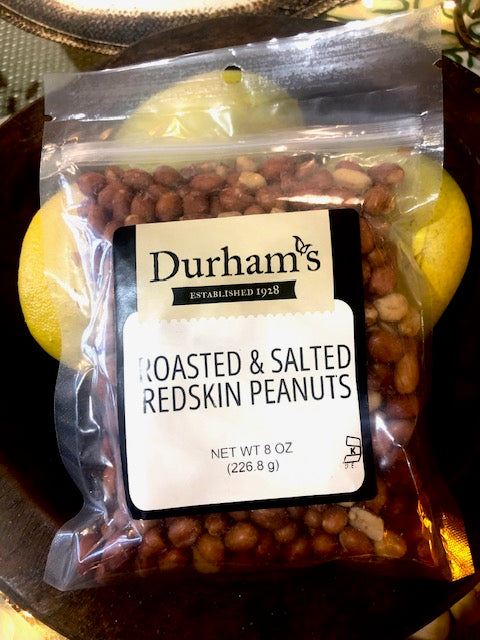 Durham's
ESTABLISHED 1928
ROASTED & SALTED
REDSKIN PEANUTS
NET WT 8 OZ
(226.8 g)
K
D.E.